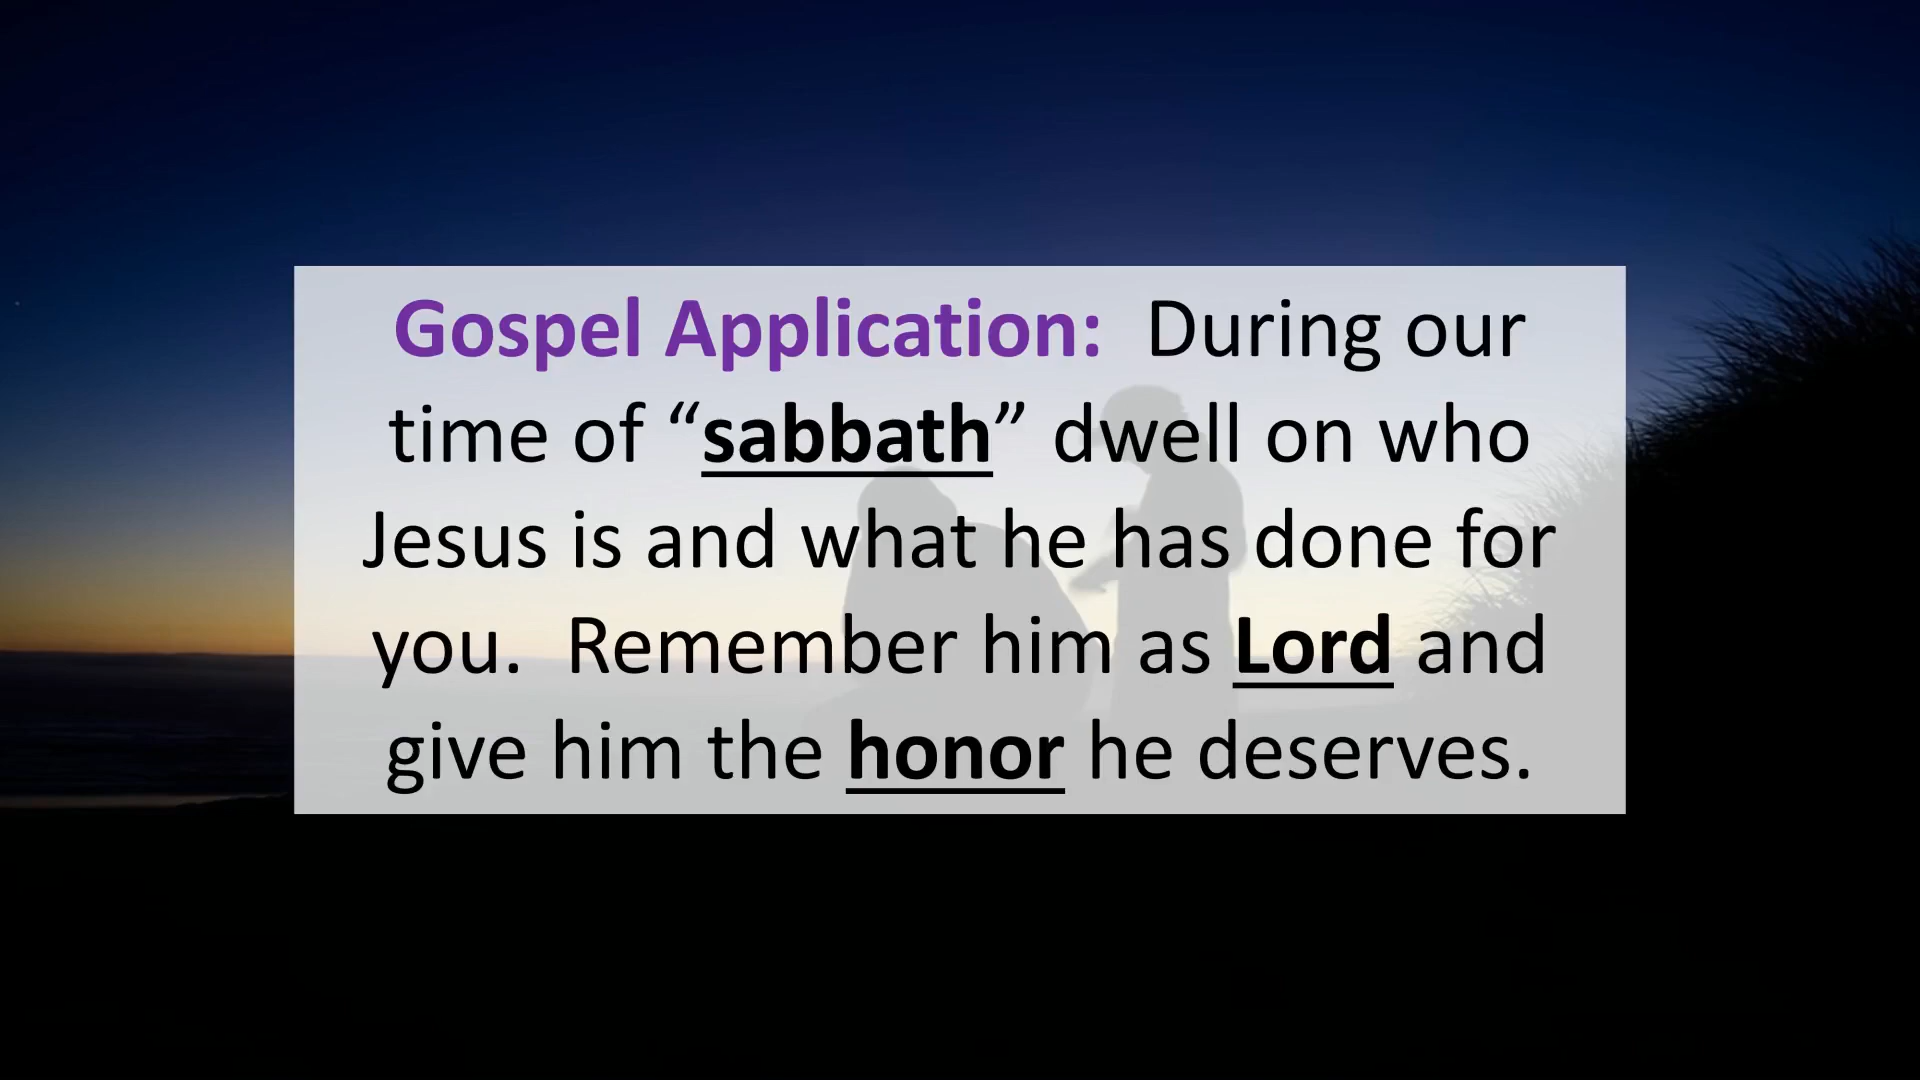 Gospel Application:  During our
time of “sabbath” dwell on who
Jesus is and what he has done for
you.  Remember him as Lord and
give him the honor he deserves.